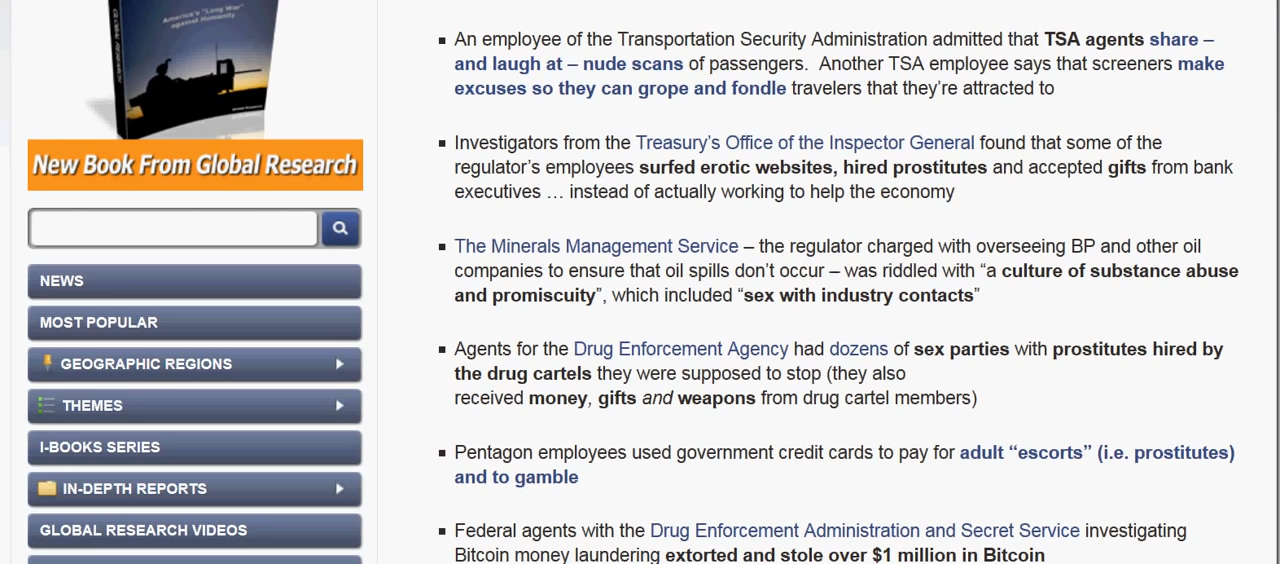 America's "Long War"
against Humanity
GLOBAL RESEARCH
New Book From Global Research
NEWS
MOST POPULAR
GEOGRAPHIC REGIONS
THEMES
I-BOOKS SERIES
IN-DEPTH REPORTS
GLOBAL RESEARCH VIDEOS
An employee of the Transportation Security Administration admitted that TSA agents share –
and laugh at – nude scans of passengers. Another TSA employee says that screeners make
excuses so they can grope and fondle travelers that they're attracted to
Investigators from the Treasury's Office of the Inspector General found that some of the
regulator's employees surfed erotic websites, hired prostitutes and accepted gifts from bank
executives … instead of actually working to help the economy
The Minerals Management Service – the regulator charged with overseeing BP and other oil
companies to ensure that oil spills don't occur – was riddled with “a culture of substance abuse
and promiscuity”, which included “sex with industry contacts”
Agents for the Drug Enforcement Agency had dozens of sex parties with prostitutes hired by
the drug cartels they were supposed to stop (they also
received money, gifts and weapons from drug cartel members)
Pentagon employees used government credit cards to pay for adult “escorts” (i.e. prostitutes)
and to gamble
Federal agents with the Drug Enforcement Administration and Secret Service investigating
Bitcoin money laundering extorted and stole over $1 million in Bitcoin